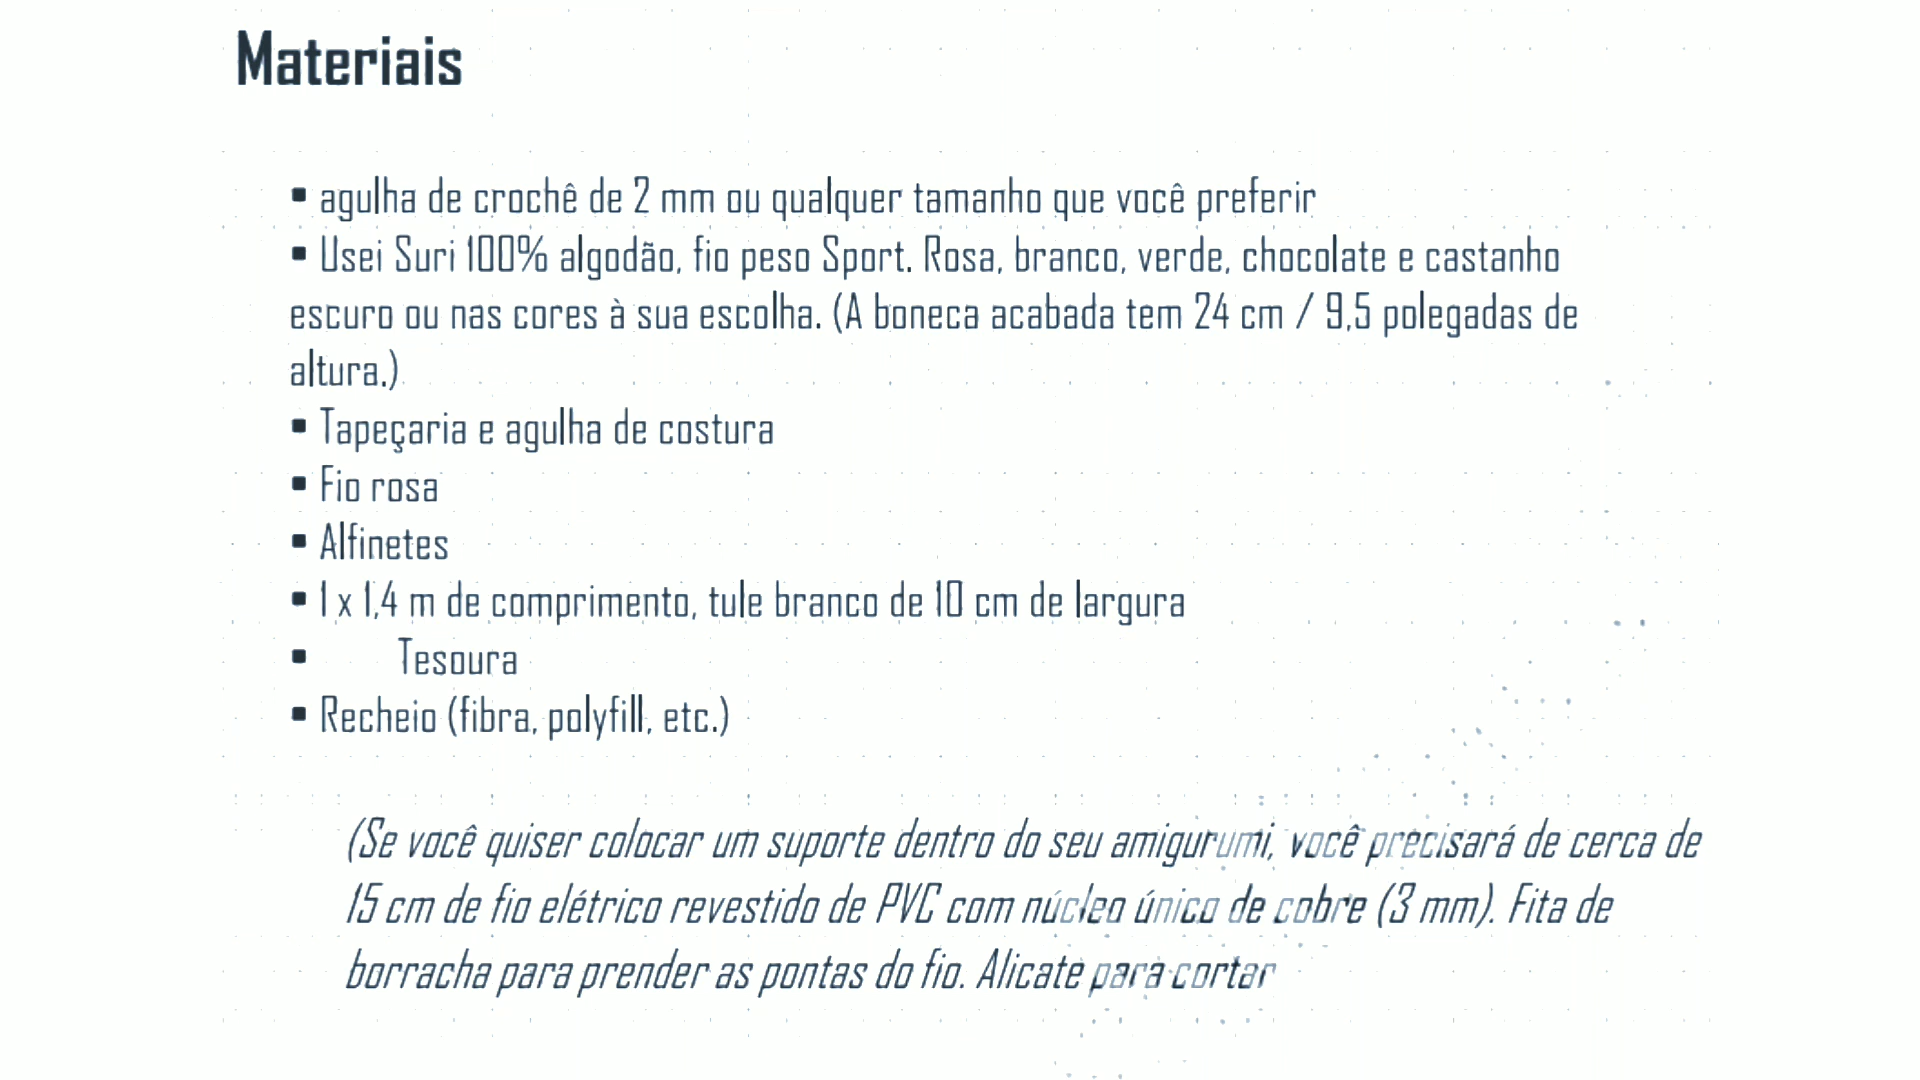 Materiais
▪ agulha de crochê de 2 mm ou qualquer tamanho que você preferir
▪ Usei Suri 100% algodão, fio peso Sport. Rosa, branco, verde, chocolate e castanho
escuro ou nas cores à sua escolha. (A boneca acabada tem 24 cm / 9,5 polegadas de
altura.)
▪ Tapeçaria e agulha de costura
▪ Fio rosa
▪ Alfinetes
▪ 1 x 1,4 m de comprimento, tule branco de 10 cm de largura
▪ Tesoura
▪ Recheio (fibra, polyfill, etc.)
(Se você quiser colocar um suporte dentro do seu amigurumi, você precisará de cerca de
15 cm de fio elétrico revestido de PVC com núcleo único de cobre (3 mm). Fita de
borracha para prender as pontas do fio. Alicate para cortar